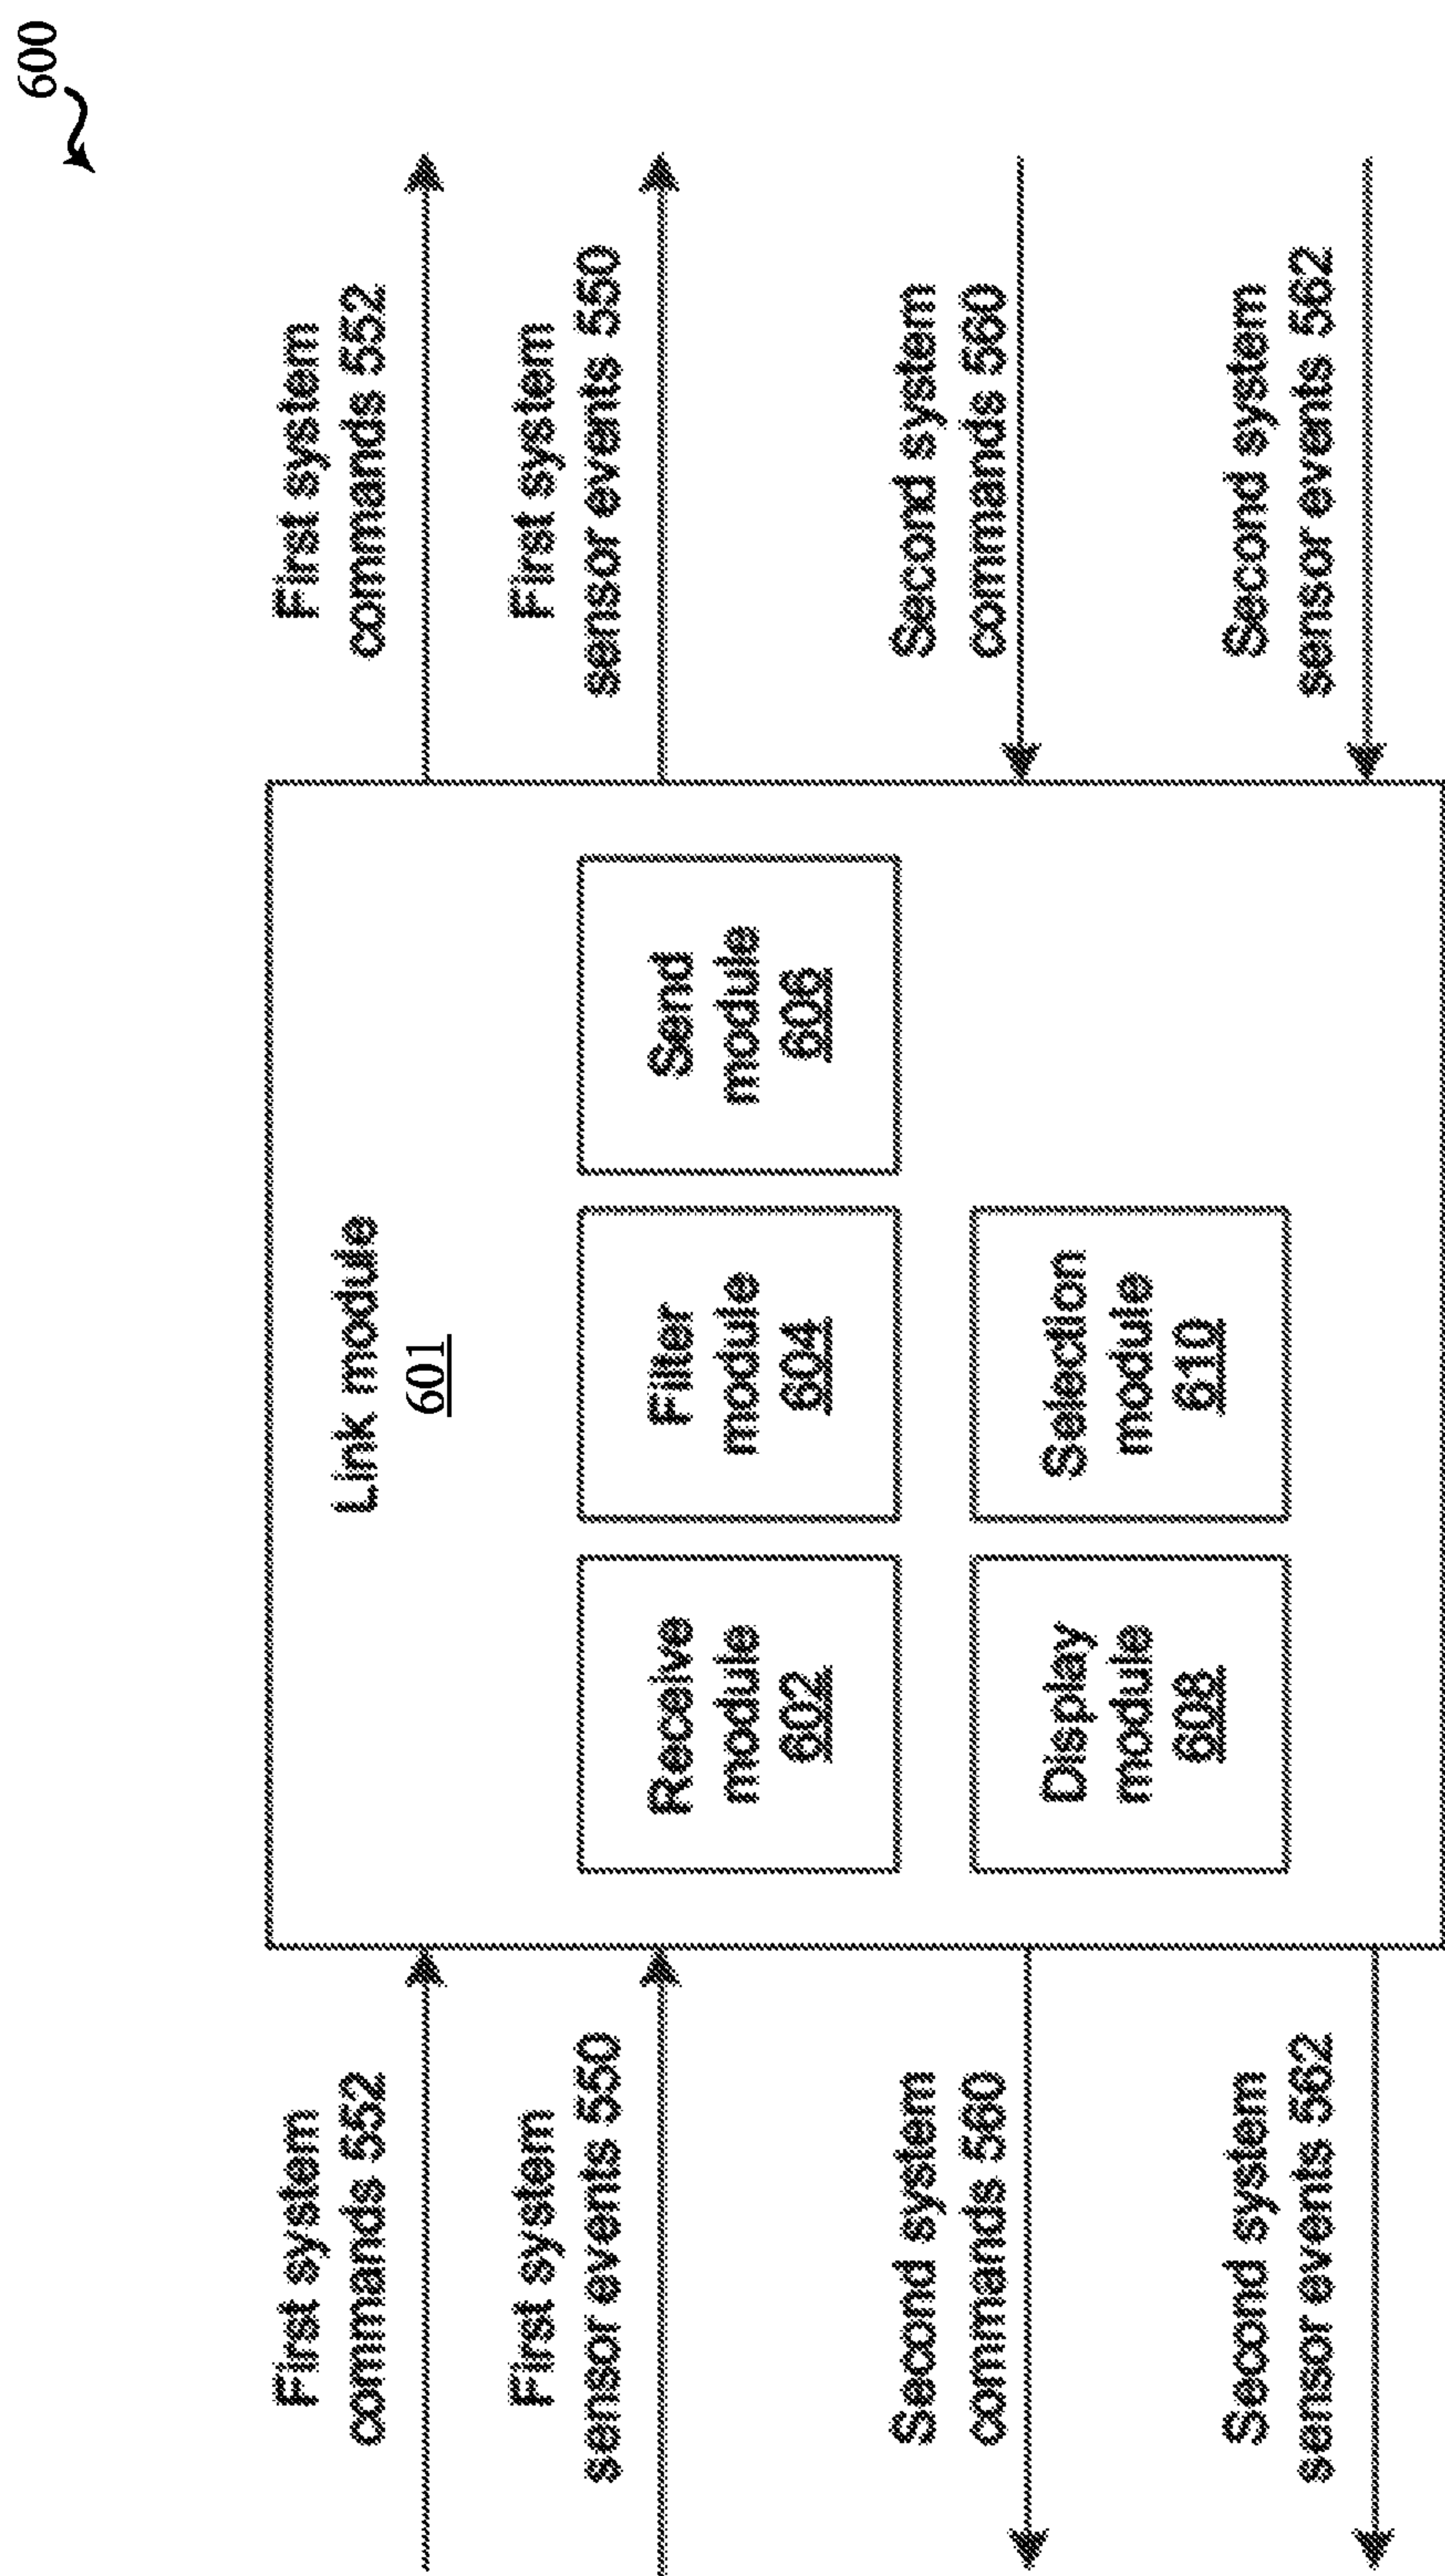 600
First system
commands 552
First system
sensor events 550
Second system
commands 560
Second system
sensor events 562
Link module
601
Receive
module
602
Filter
module
604
Send
module
606
Display
module
608
Selection
module
610
First system
commands 552
First system
sensor events 550
Second system
commands 560
Second system
sensor events 562